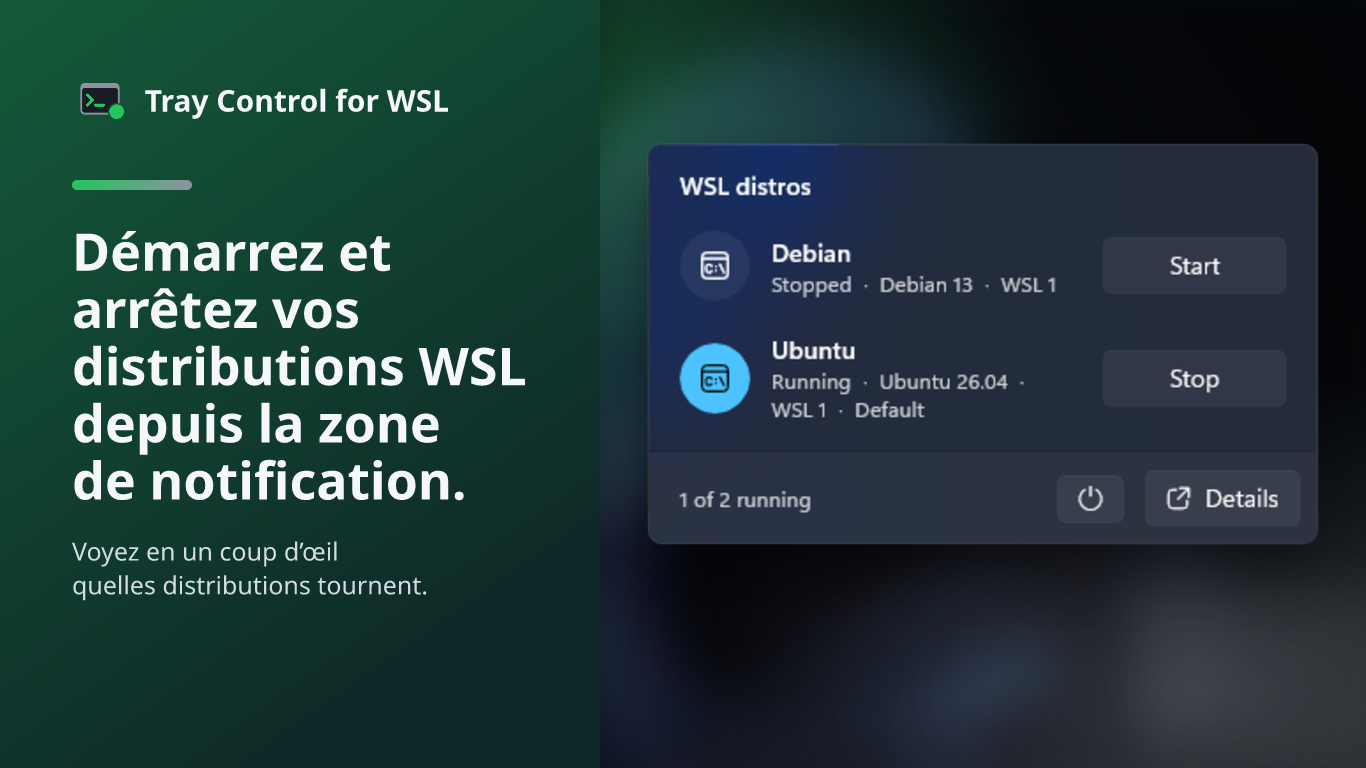 Tray Control for WSL
Démarrez et
arrêtez vos
distributions WSL
depuis la zone
de notification.
Voyez en un coup d’œil
quelles distributions tournent.
WSL distros
Debian
Stopped · Debian 13 · WSL 1
Start
Ubuntu
Running · Ubuntu 26.04 ·
WSL 1 · Default
Stop
1 of 2 running
Details